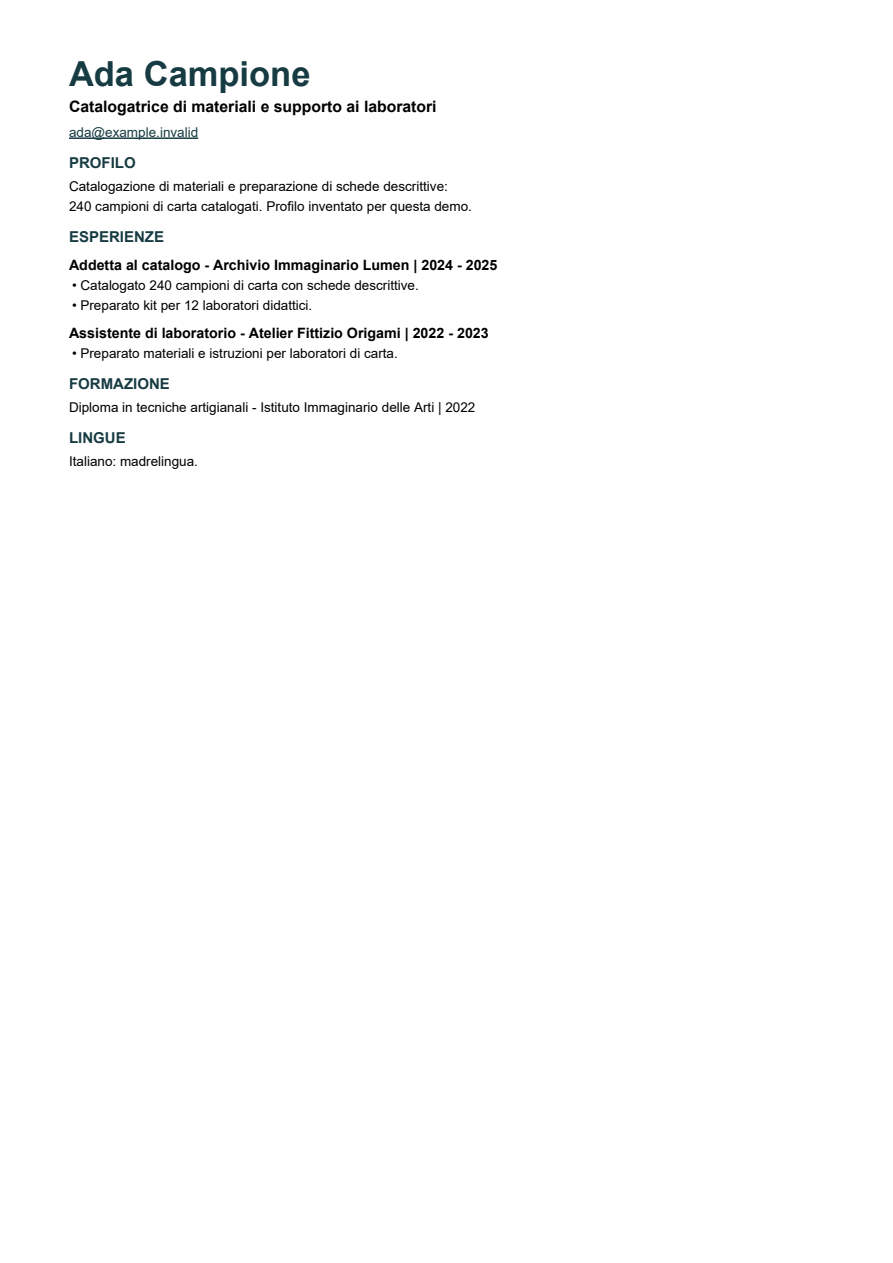 Ada Campione
Catalogatrice di materiali e supporto ai laboratori
ada@example.invalid
PROFILO
Catalogazione di materiali e preparazione di schede descrittive:
240 campioni di carta catalogati. Profilo inventato per questa demo.
ESPERIENZE
Addetta al catalogo - Archivio Immaginario Lumen | 2024 - 2025
• Catalogato 240 campioni di carta con schede descrittive.
• Preparato kit per 12 laboratori didattici.
Assistente di laboratorio - Atelier Fittizio Origami | 2022 - 2023
• Preparato materiali e istruzioni per laboratori di carta.
FORMAZIONE
Diploma in tecniche artigianali - Istituto Immaginario delle Arti | 2022
LINGUE
Italiano: madrelingua.